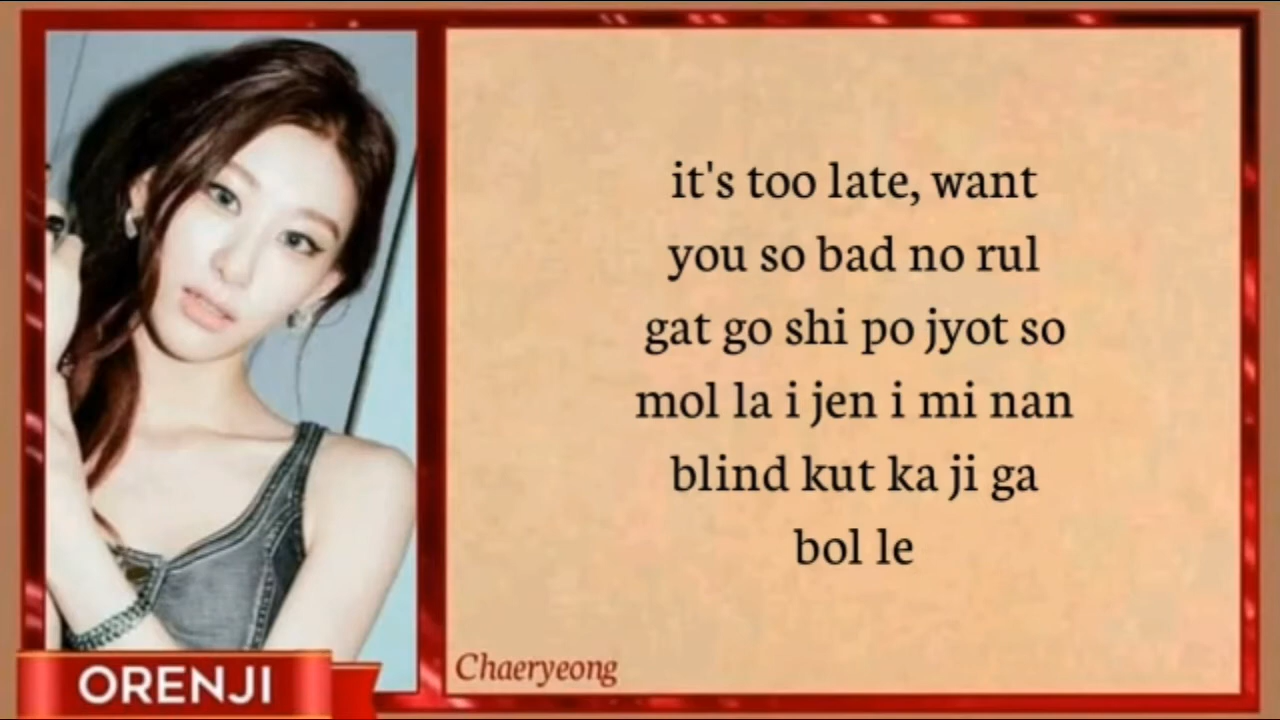 it's too late, want
you so bad no rul
gat go shi po jyot so
mol la i jen i mi nan
blind kut ka ji ga
bol le
Chaeryeong
ORENJI